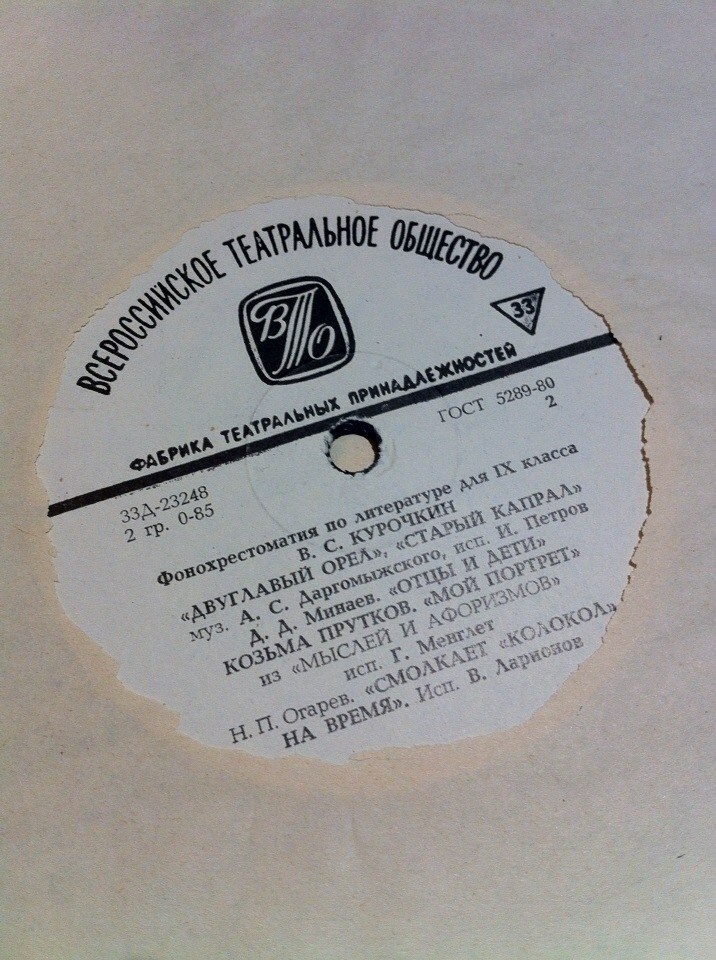 ВСЕРОССИЙСКОЕ ТЕАТРАЛЬНОЕ ОБЩЕСТВО
ВТО
33
ФАБРИКА ТЕАТРАЛЬНЫХ ПРИНАДЛЕЖНОСТЕЙ
ГОСТ 5289-80
2
33Д-23248
2 гр. 0-85
Фонохрестоматия по литературе для IX класса
В. С. КУРОЧКИН
«ДВУГЛАВЫЙ ОРЕЛ», «СТАРЫЙ КАПРАЛ»
муз. А. С. Даргомыжского, исп. И. Петров
Д. Д. Минаев. «ОТЦЫ И ДЕТИ»
КОЗЬМА ПРУТКОВ. «МОЙ ПОРТРЕТ»
из «МЫСЛЕЙ И АФОРИЗМОВ»
исп. Г. Менглет
Н. П. Огарев. «СМОЛКАЕТ «КОЛОКОЛ»
НА ВРЕМЯ». Исп. В. Ларионов